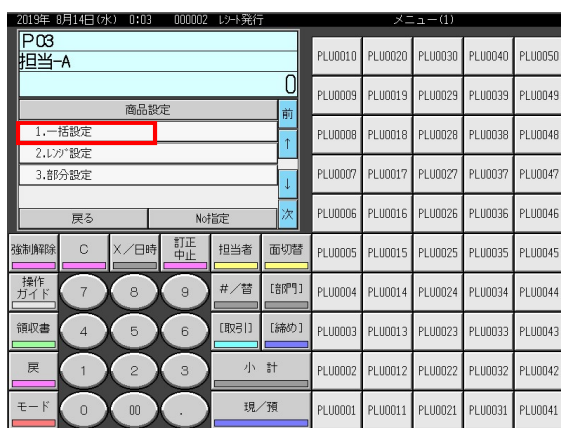 2019年 8月14日(水) 0:03 000002 レシート発行 メニュー(1)
P03
担当-A
0
商品設定
前
1.一括設定
↑
2.レンジ設定
3.部分設定
↓
戻る No指定 次
強制解除 C X/日時 訂正中止 担当者 面切替
操作ガイド 7 8 9 #/替 [部門]
領収書 4 5 6 [取引] [締め]
戻 1 2 3 小 計
モード 0 00 . 現/預
PLU0010 PLU0020 PLU0030 PLU0040 PLU0050
PLU0009 PLU0019 PLU0029 PLU0039 PLU0049
PLU0008 PLU0018 PLU0028 PLU0038 PLU0048
PLU0007 PLU0017 PLU0027 PLU0037 PLU0047
PLU0006 PLU0016 PLU0026 PLU0036 PLU0046
PLU0005 PLU0015 PLU0025 PLU0035 PLU0045
PLU0004 PLU0014 PLU0024 PLU0034 PLU0044
PLU0003 PLU0013 PLU0023 PLU0033 PLU0043
PLU0002 PLU0012 PLU0022 PLU0032 PLU0042
PLU0001 PLU0011 PLU0021 PLU0031 PLU0041